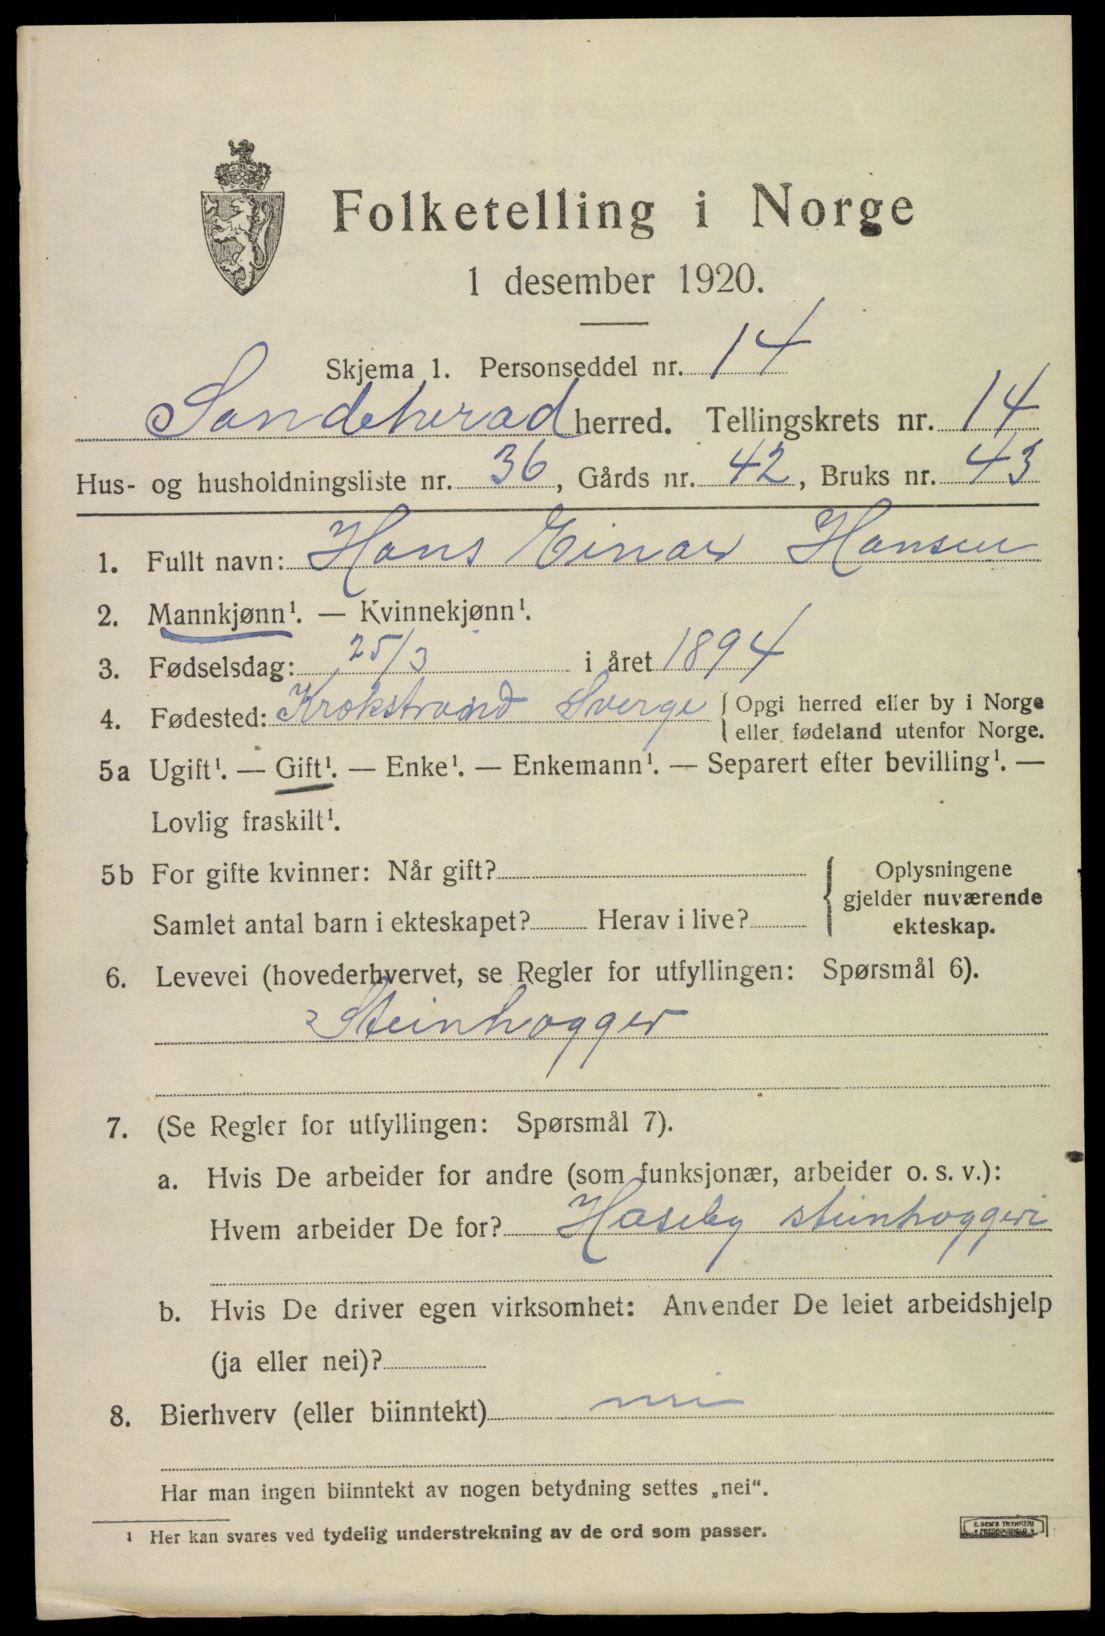 Folketelling i Norge
1 desember 1920.
Skjema 1. Personseddel nr. 14
Sandeherad herred. Tellingskrets nr. 14
Hus- og husholdningsliste nr. 36, Gårds nr. 42, Bruks nr. 43
1. Fullt navn: Hans Einar Hansen
2. Mannkjønn¹. — Kvinnekjønn¹.
3. Fødselsdag: 25/3 i året 1894
4. Fødested: Krokstrand Sverge { Opgi herred eller by i Norge
eller fødeland utenfor Norge.
5a Ugift¹. — Gift¹. — Enke¹. — Enkemann¹. — Separert efter bevilling¹. —
Lovlig fraskilt¹.
5b For gifte kvinner: Når gift?
Samlet antal barn i ekteskapet? Herav i live?
{ Oplysningene
gjelder nuværende
ekteskap.
6. Levevei (hovederhvervet, se Regler for utfyllingen: Spørsmål 6).
Steinhogger
7. (Se Regler for utfyllingen: Spørsmål 7).
a. Hvis De arbeider for andre (som funksjonær, arbeider o. s. v.):
Hvem arbeider De for? Haseby steinhoggeri
b. Hvis De driver egen virksomhet: Anvender De leiet arbeidshjelp
(ja eller nei)?
8. Bierhverv (eller biinntekt) nei
Har man ingen biinntekt av nogen betydning settes „nei“.
¹ Her kan svares ved tydelig understrekning av de ord som passer.